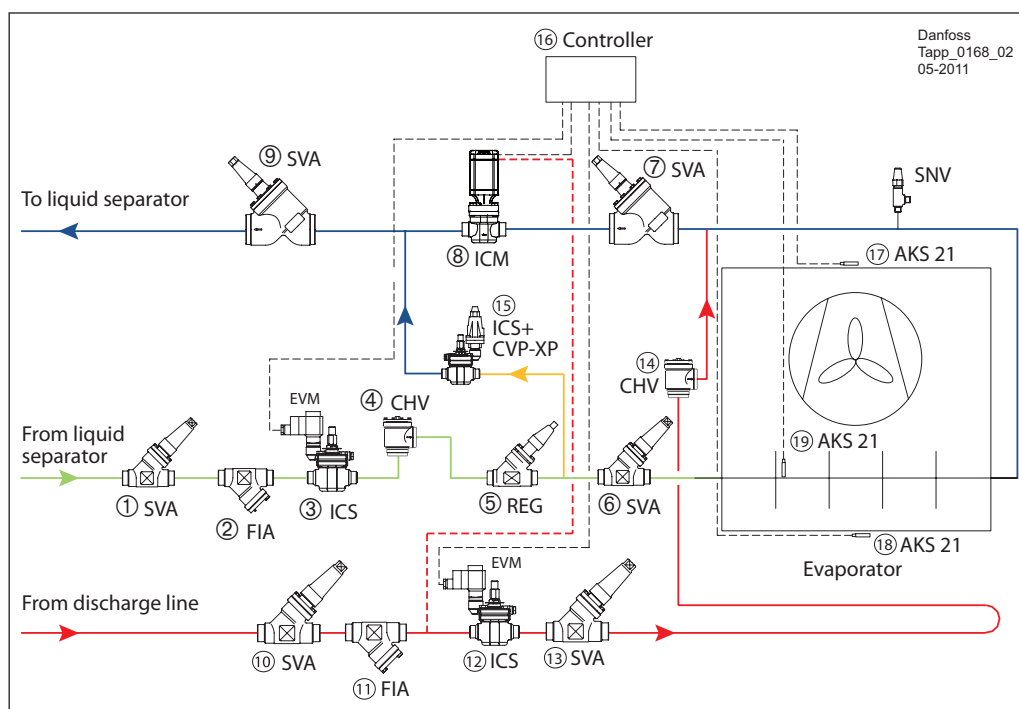 Danfoss
Tapp_0168_02
05-2011
⑯ Controller
⑨ SVA
⑦ SVA
SNV
To liquid separator
⑧ ICM
⑰ AKS 21
⑮
ICS+
CVP-XP
⑭
CHV
EVM
④ CHV
From liquid
separator
⑲ AKS 21
① SVA
② FIA
③ ICS
⑤ REG
⑥ SVA
⑱ AKS 21
Evaporator
EVM
From discharge line
⑩ SVA
⑪ FIA
⑫ ICS
⑬ SVA